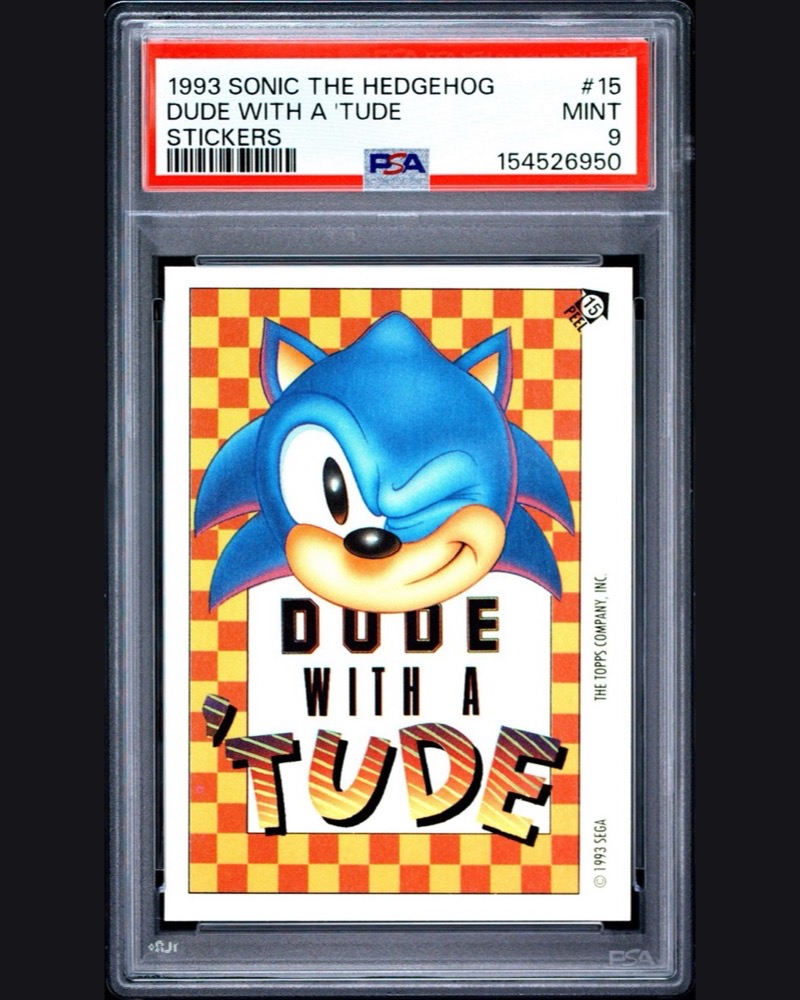 1993 SONIC THE HEDGEHOG #15
DUDE WITH A 'TUDE MINT
STICKERS 9
PSA 154526950
15
PEEL
DUDE
WITH A
'TUDE
THE TOPPS COMPANY, INC.
© 1993 SEGA
PSA